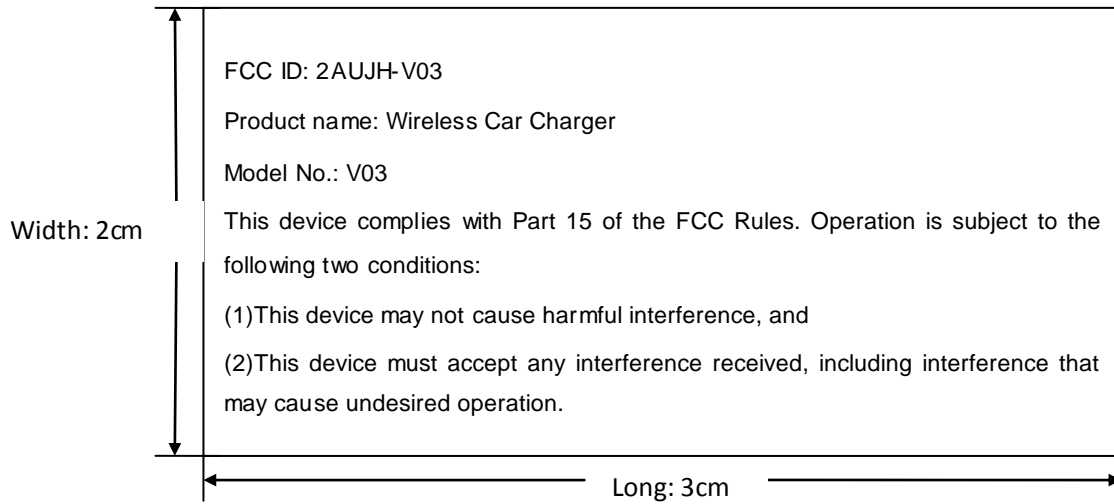 FCC ID: 2AUJH-V03
Product name: Wireless Car Charger
Model No.: V03
Width: 2cm
This device complies with Part 15 of the FCC Rules. Operation is subject to the
following two conditions:
(1)This device may not cause harmful interference, and
(2)This device must accept any interference received, including interference that
may cause undesired operation.
Long: 3cm